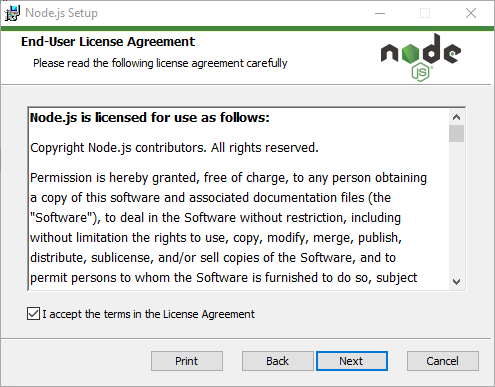 Node.js Setup
End-User License Agreement
Please read the following license agreement carefully
node
JS
Node.js is licensed for use as follows:
Copyright Node.js contributors. All rights reserved.
Permission is hereby granted, free of charge, to any person obtaining
a copy of this software and associated documentation files (the
"Software"), to deal in the Software without restriction, including
without limitation the rights to use, copy, modify, merge, publish,
distribute, sublicense, and/or sell copies of the Software, and to
permit persons to whom the Software is furnished to do so, subject
I accept the terms in the License Agreement
Print
Back
Next
Cancel